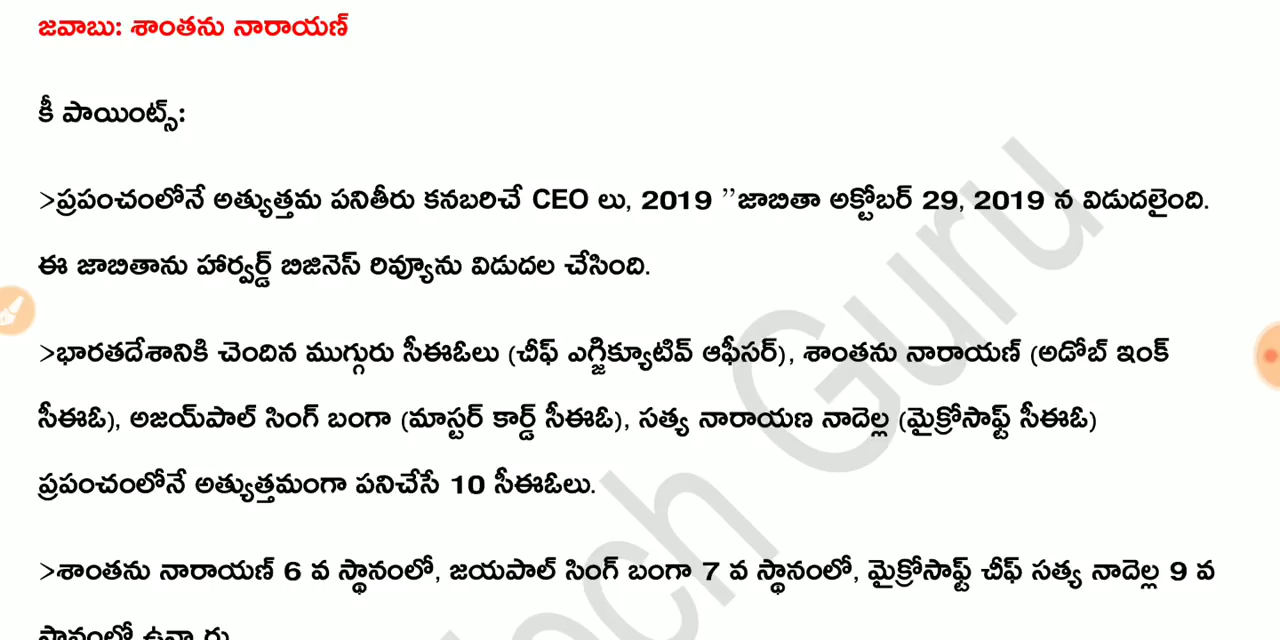 జవాబు: శాంతను నారాయణ్
కీ పాయింట్స్:
>ప్రపంచంలోనే అత్యుత్తమ పనితీరు కనబరిచే CEO లు, 2019 ”జాబితా అక్టోబర్ 29, 2019 న విడుదలైంది.
ఈ జాబితాను హార్వర్డ్ బిజినెస్ రివ్యూను విడుదల చేసింది.
>భారతదేశానికి చెందిన ముగ్గురు సీఈఓలు (చీఫ్ ఎగ్జిక్యూటివ్ ఆఫీసర్), శాంతను నారాయణ్ (అడోబ్ ఇంక్
సీఈఓ), అజయ్‌పాల్ సింగ్ బంగా (మాస్టర్ కార్డ్ సీఈఓ), సత్య నారాయణ నాదెల్ల (మైక్రోసాఫ్ట్ సీఈఓ)
ప్రపంచంలోనే అత్యుత్తమంగా పనిచేసే 10 సీఈఓలు.
>శాంతను నారాయణ్ 6 వ స్థానంలో, జయపాల్ సింగ్ బంగా 7 వ స్థానంలో, మైక్రోసాఫ్ట్ చీఫ్ సత్య నాదెల్ల 9 వ
స్థానంలో ఉన్నారు
Guru